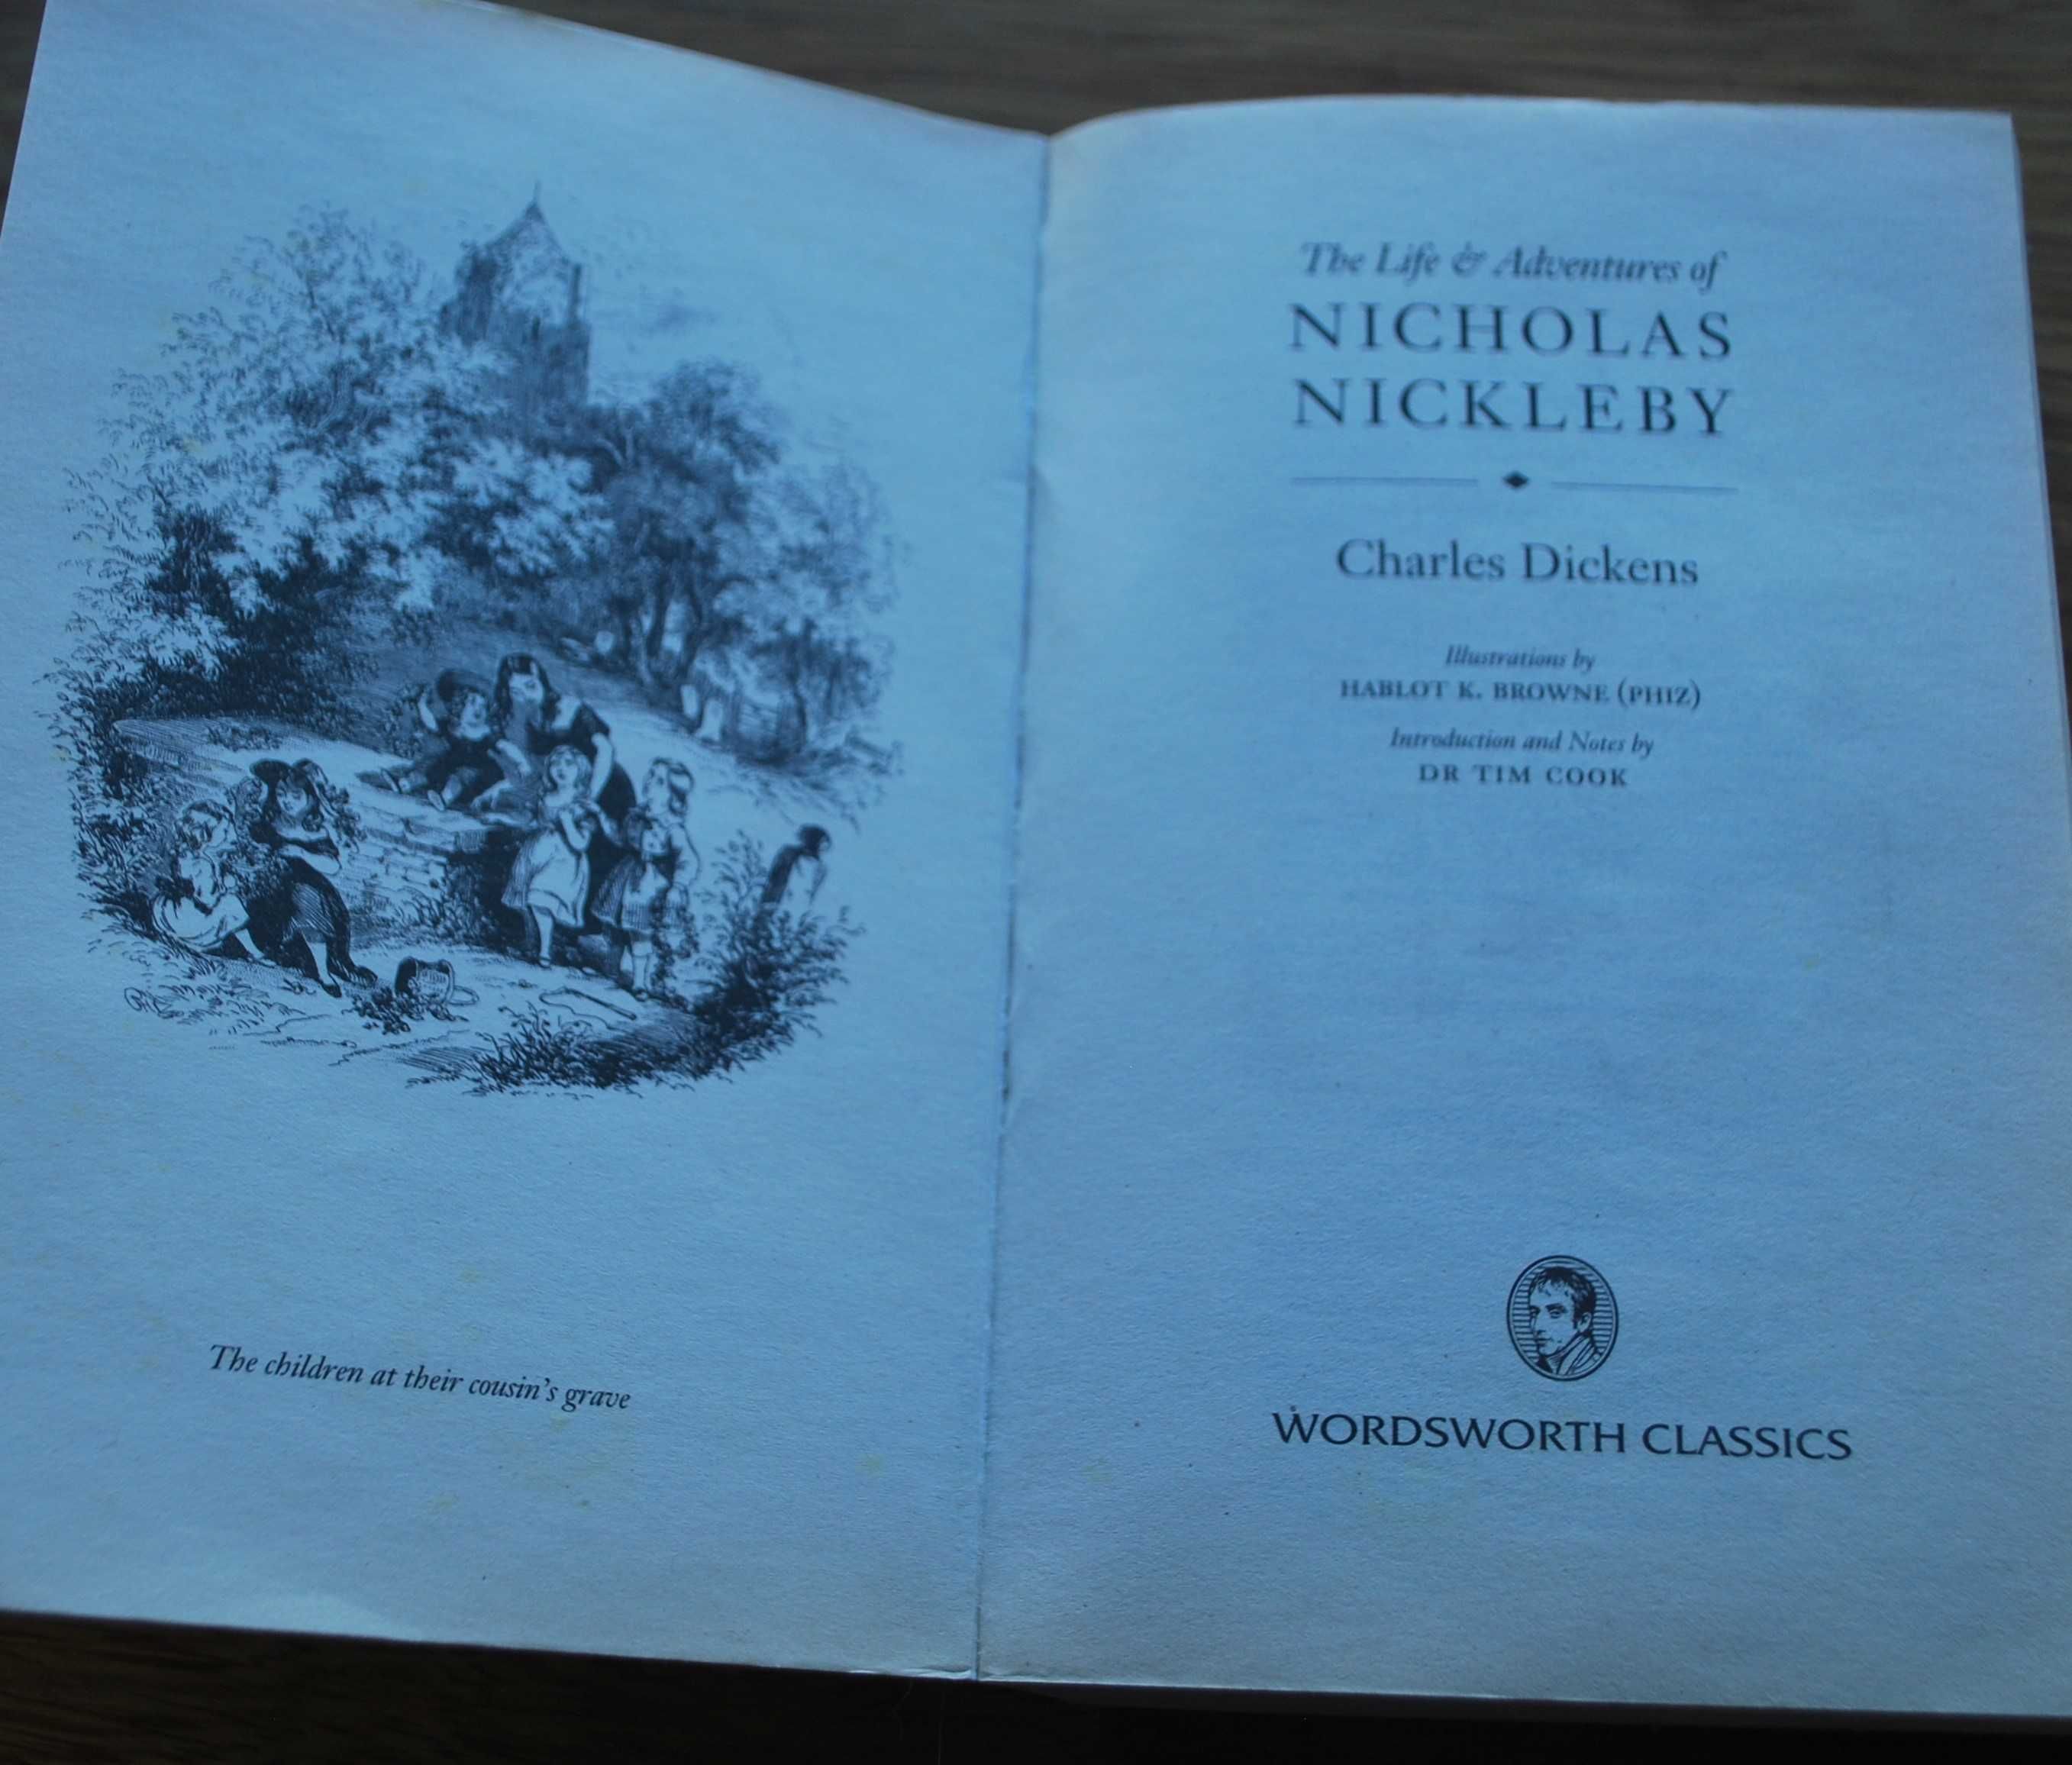 The children at their cousin's grave
The Life & Adventures of
NICHOLAS
NICKLEBY
Charles Dickens
Illustrations by
HABLOT K. BROWNE (PHIZ)
Introduction and Notes by
DR TIM COOK
WORDSWORTH CLASSICS